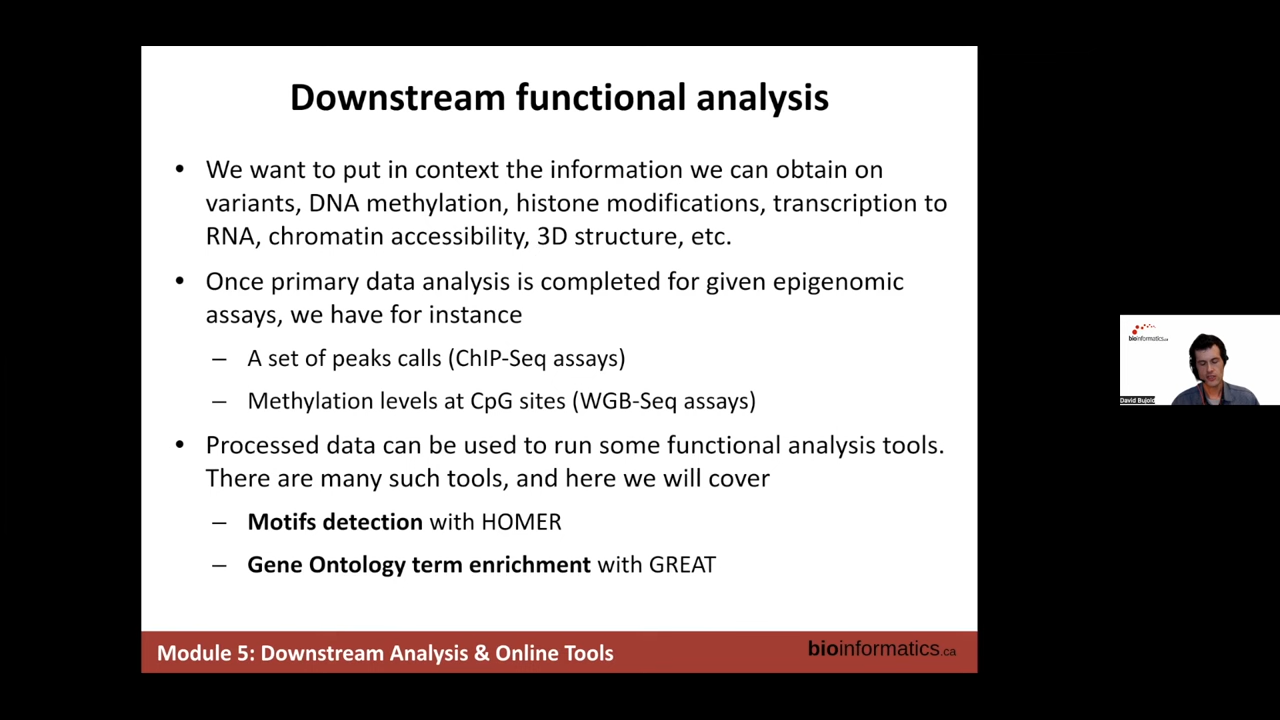 Downstream functional analysis
• We want to put in context the information we can obtain on
variants, DNA methylation, histone modifications, transcription to
RNA, chromatin accessibility, 3D structure, etc.
• Once primary data analysis is completed for given epigenomic
assays, we have for instance
– A set of peaks calls (ChIP-Seq assays)
– Methylation levels at CpG sites (WGB-Seq assays)
• Processed data can be used to run some functional analysis tools.
There are many such tools, and here we will cover
– Motifs detection with HOMER
– Gene Ontology term enrichment with GREAT
Module 5: Downstream Analysis & Online Tools
bioinformatics.ca
bioinformatics.ca
David Bujold